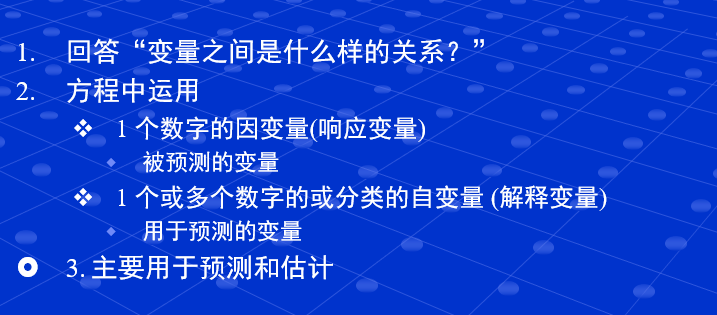 1. 回答“变量之间是什么样的关系？”
2. 方程中运用
❖ 1 个数字的因变量(响应变量)
◆ 被预测的变量
❖ 1 个或多个数字的或分类的自变量 (解释变量)
◆ 用于预测的变量
3. 主要用于预测和估计